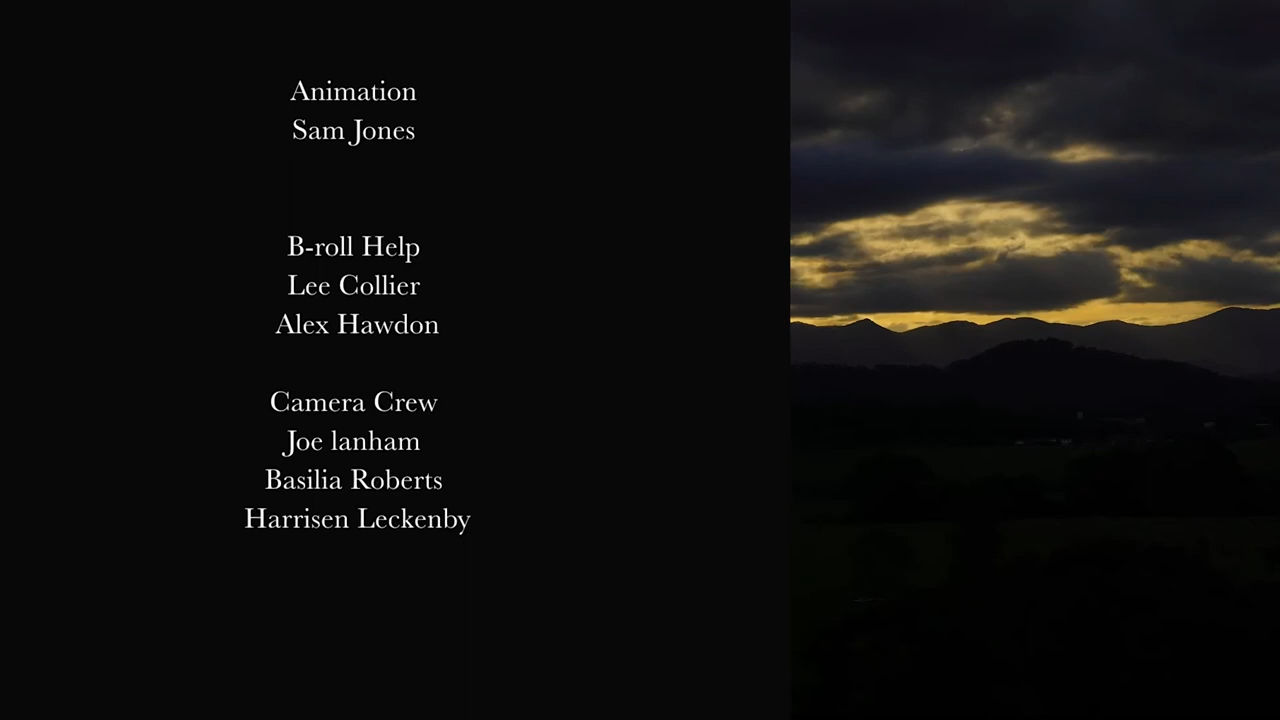 Animation
Sam Jones
B-roll Help
Lee Collier
Alex Hawdon
Camera Crew
Joe lanham
Basilia Roberts
Harrisen Leckenby